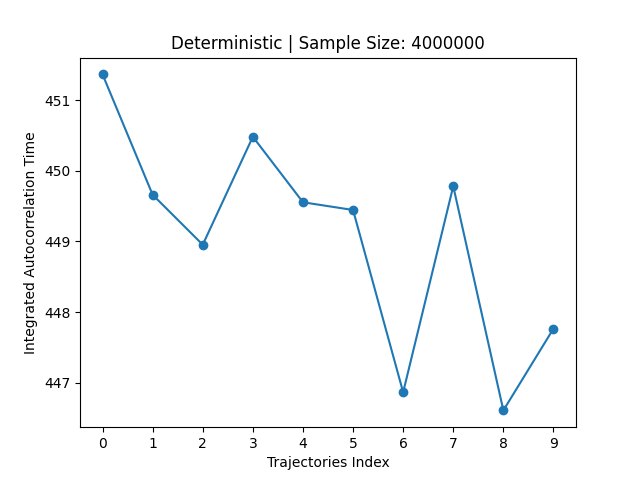 Deterministic | Sample Size: 4000000
Integrated Autocorrelation Time
451
450
449
448
447
0 1 2 3 4 5 6 7 8 9
Trajectories Index